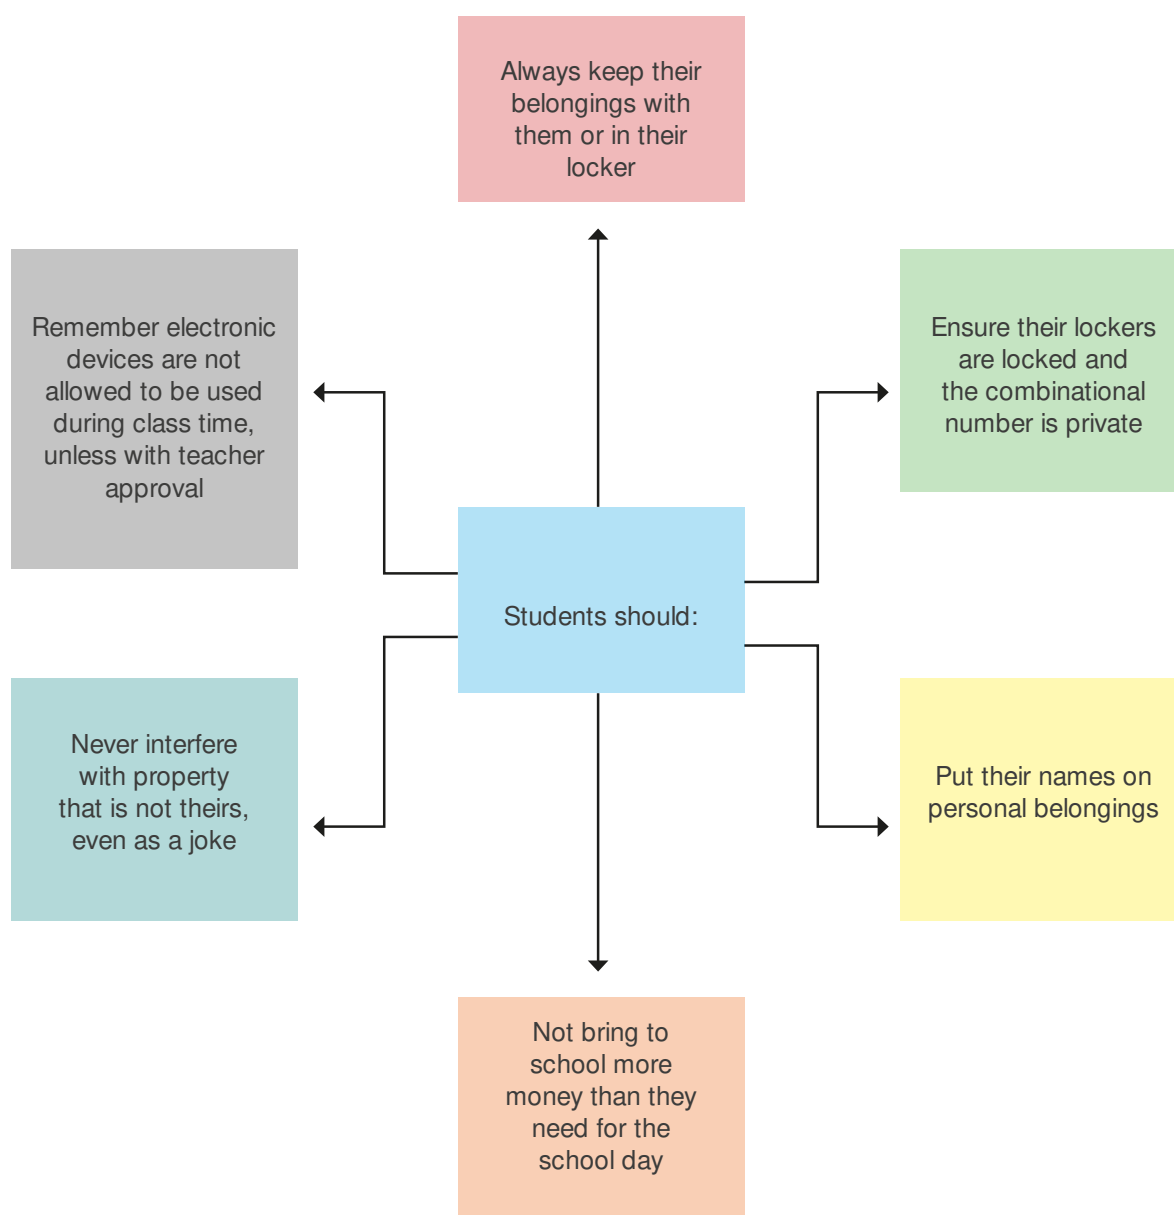 Always keep their
belongings with
them or in their
locker
Remember electronic
devices are not
allowed to be used
during class time,
unless with teacher
approval
Ensure their lockers
are locked and
the combinational
number is private
Students should:
Never interfere
with property
that is not theirs,
even as a joke
Put their names on
personal belongings
Not bring to
school more
money than they
need for the
school day